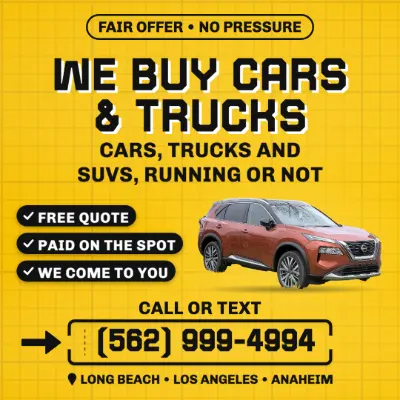 FAIR OFFER • NO PRESSURE
WE BUY CARS
& TRUCKS
CARS, TRUCKS AND
SUVS, RUNNING OR NOT
FREE QUOTE
PAID ON THE SPOT
WE COME TO YOU
CALL OR TEXT
(562) 999-4994
LONG BEACH • LOS ANGELES • ANAHEIM